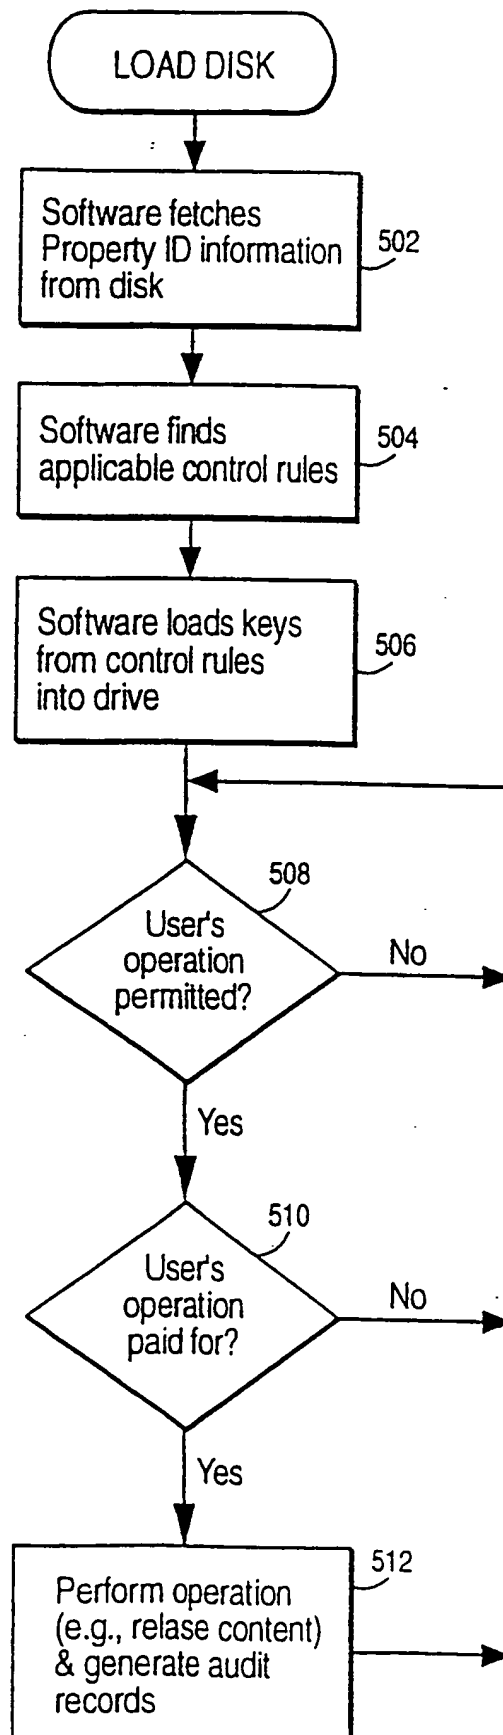 LOAD DISK
Software fetches
Property ID information
from disk
502
Software finds
applicable control rules
504
Software loads keys
from control rules
into drive
506
508
User's
operation
permitted?
No
Yes
510
User's
operation
paid for?
No
Yes
512
Perform operation
(e.g., relase content)
& generate audit
records